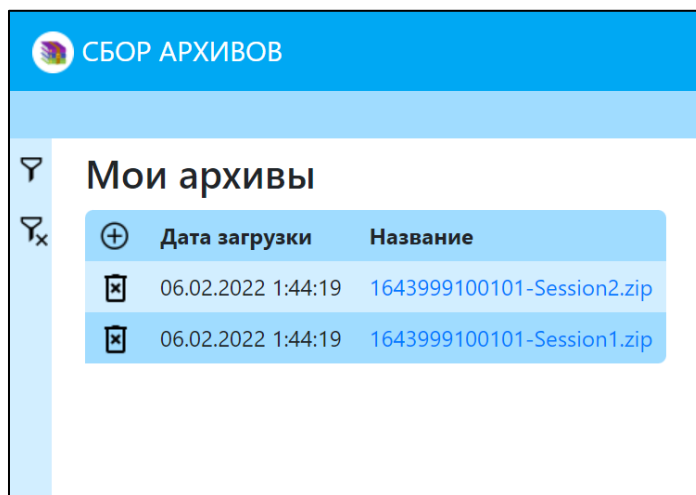 СБОР АРХИВОВ
Мои архивы
Дата загрузки Название
06.02.2022 1:44:19 1643999100101-Session2.zip
06.02.2022 1:44:19 1643999100101-Session1.zip